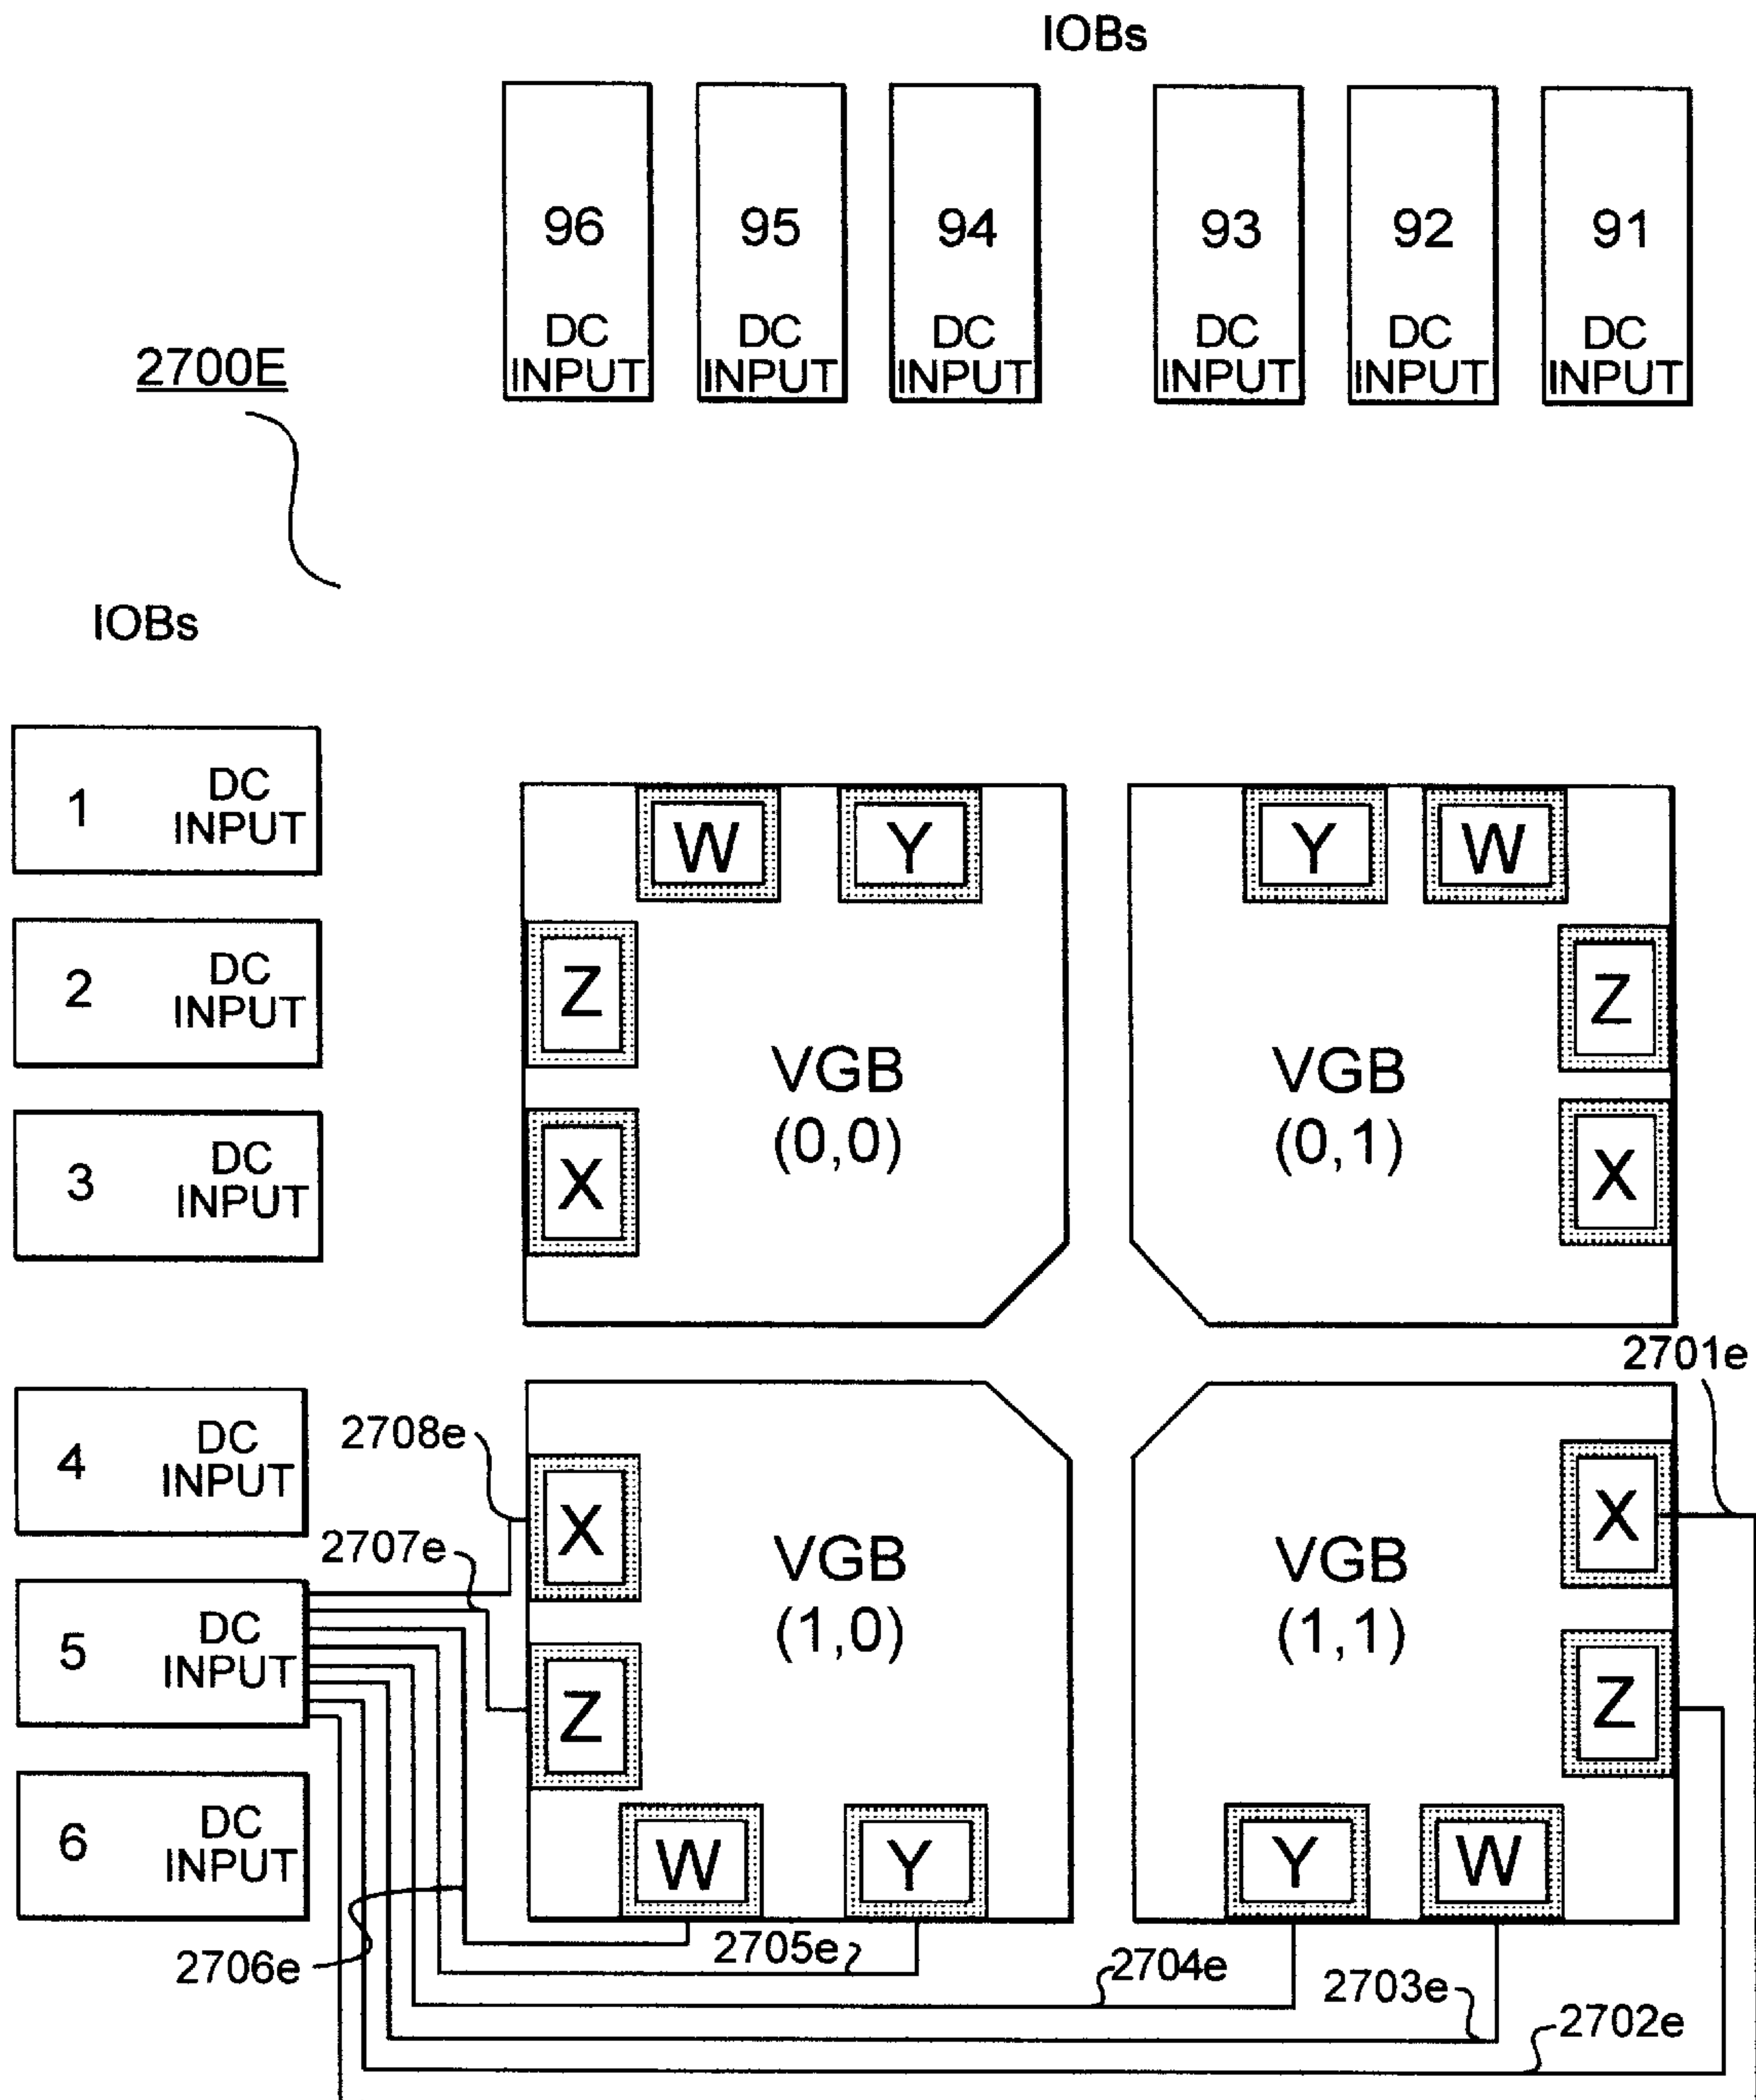 IOBs
96 95 94 93 92 91
DC DC DC DC DC DC
INPUT INPUT INPUT INPUT INPUT INPUT
2700E
IOBs
1 DC INPUT
2 DC INPUT
3 DC INPUT
W Y
Z
X
VGB
(0,0)
Y W
Z
X
VGB
(0,1)
2701e
4 DC INPUT
5 DC INPUT
6 DC INPUT
2708e
2707e
X
Z
VGB
(1,0)
W Y
X
Z
VGB
(1,1)
Y W
2706e
2705e
2704e
2703e
2702e